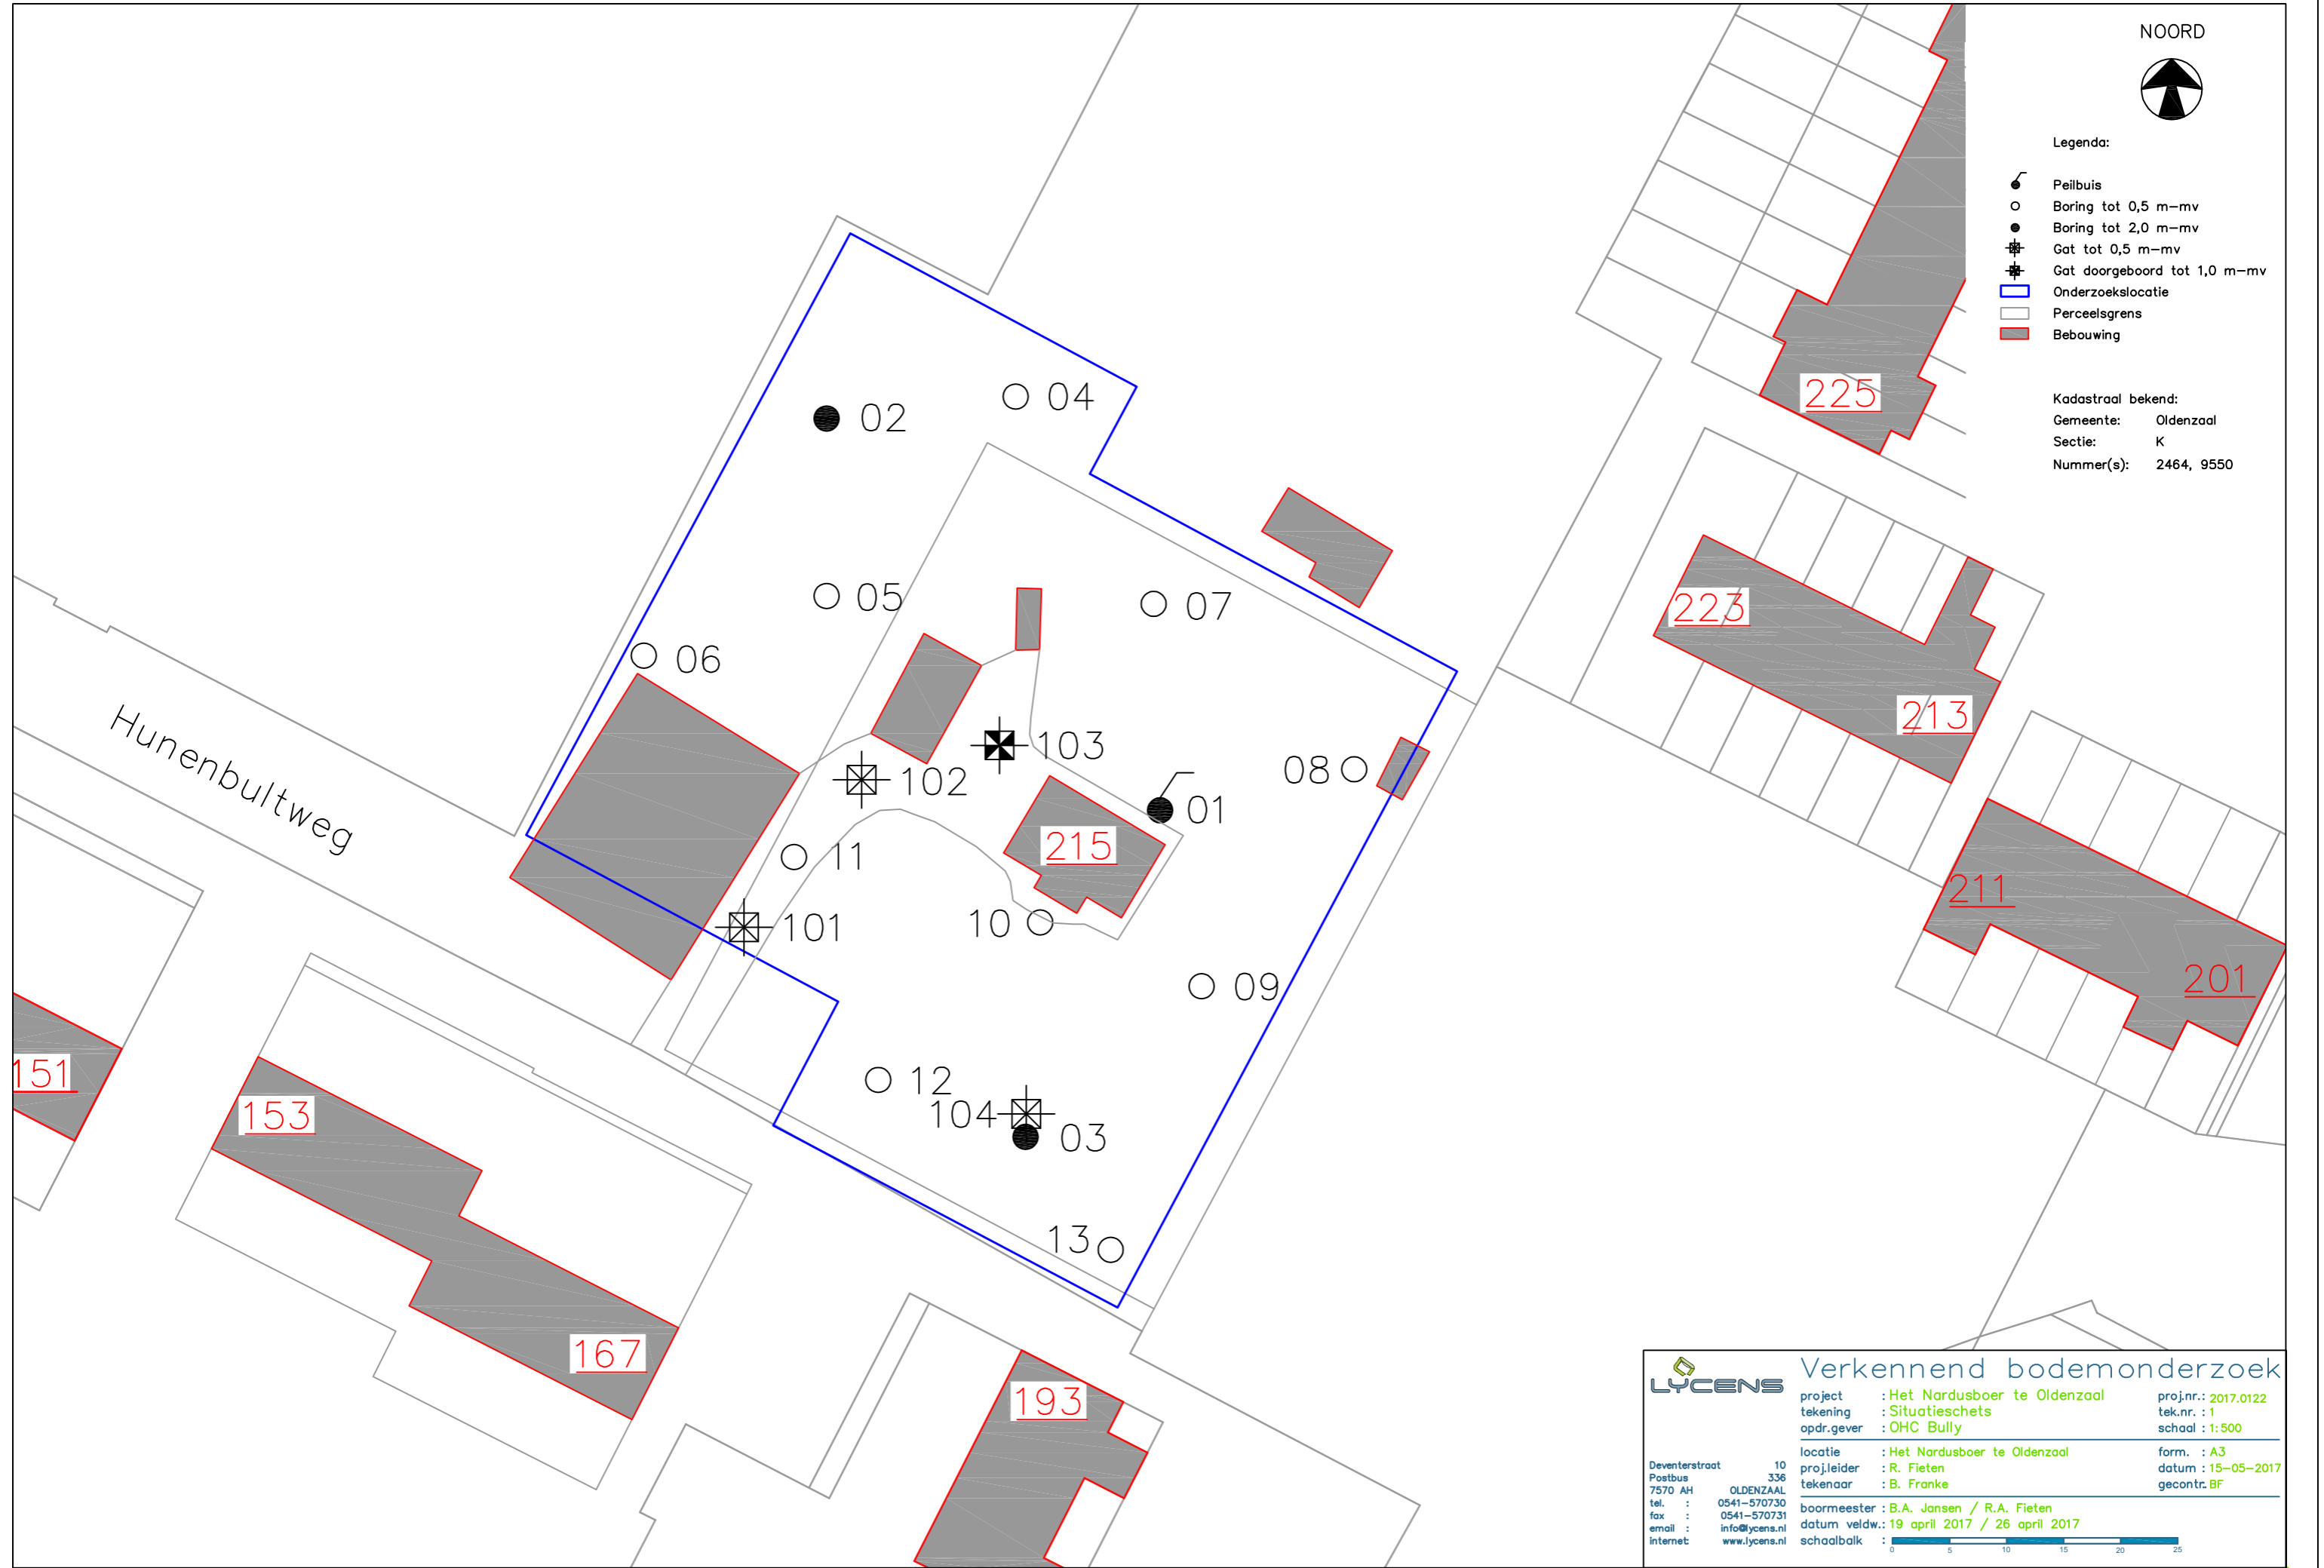 NOORD
Legenda:
Peilbuis
Boring tot 0,5 m-mv
Boring tot 2,0 m-mv
Gat tot 0,5 m-mv
Gat doorgeboord tot 1,0 m-mv
Onderzoekslocatie
Perceelsgrens
Bebouwing
Kadastraal bekend:
Gemeente: Oldenzaal
Sectie: K
Nummer(s): 2464, 9550
225
04
02
223
05
07
06
213
Hunenbultweg
103
08
102
01
215
11
211
10
101
201
09
151
12
153
104
03
13
167
193
LYCENS
Deventerstraat 10
Postbus 336
7570 AH OLDENZAAL
tel. : 0541-570730
fax : 0541-570731
email : info@lycens.nl
internet: www.lycens.nl
Verkennend bodemonderzoek
project : Het Nardusboer te Oldenzaal proj.nr.: 2017.0122
tekening : Situatieschets tek.nr. : 1
opdr.gever : OHC Bully schaal : 1:500
locatie : Het Nardusboer te Oldenzaal form. : A3
proj.leider : R. Fieten datum : 15-05-2017
tekenaar : B. Franke gecontr.: BF
boormeester : B.A. Jansen / R.A. Fieten
datum veldw.: 19 april 2017 / 26 april 2017
schaalbalk :
0 5 10 15 20 25